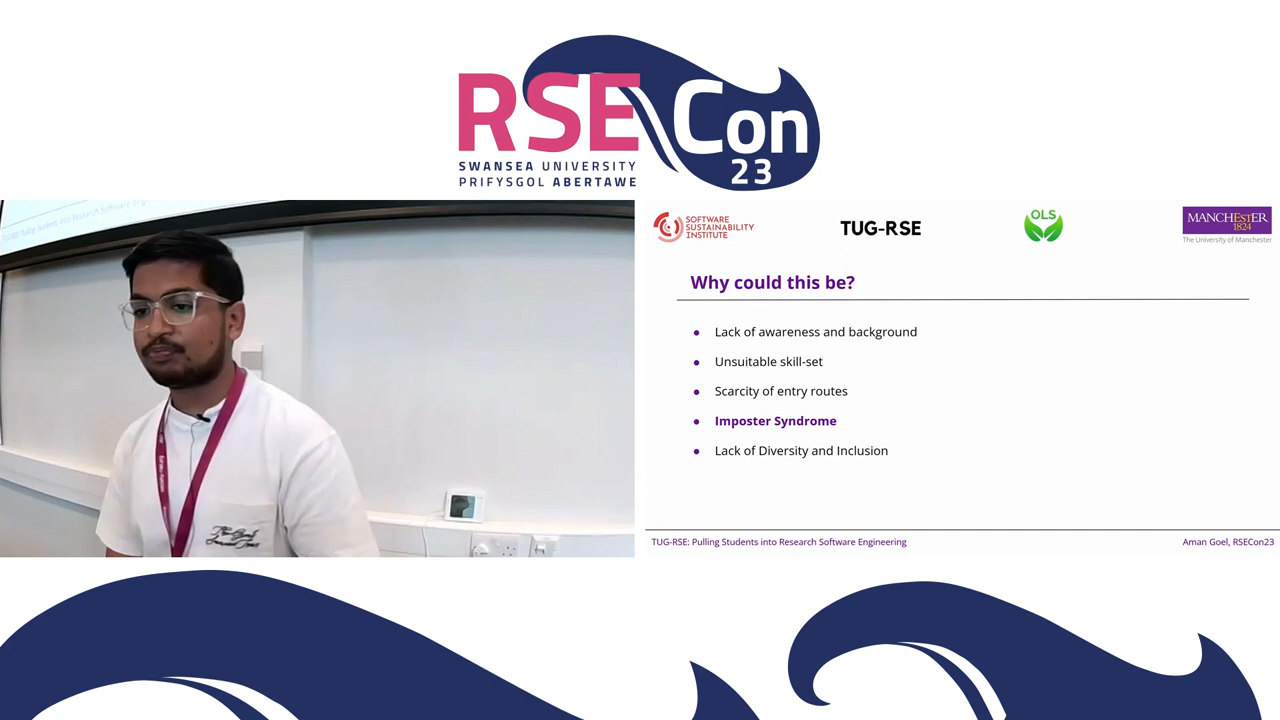 RSE Con
23
SWANSEA UNIVERSITY
PRIFYSGOL ABERTAWE
SOFTWARE
SUSTAINABILITY
INSTITUTE
TUG-RSE
OLS
MANCHESTER
1824
The University of Manchester
Why could this be?
• Lack of awareness and background
• Unsuitable skill-set
• Scarcity of entry routes
• Imposter Syndrome
• Lack of Diversity and Inclusion
TUG-RSE: Pulling Students into Research Software Engineering
Aman Goel, RSECon23